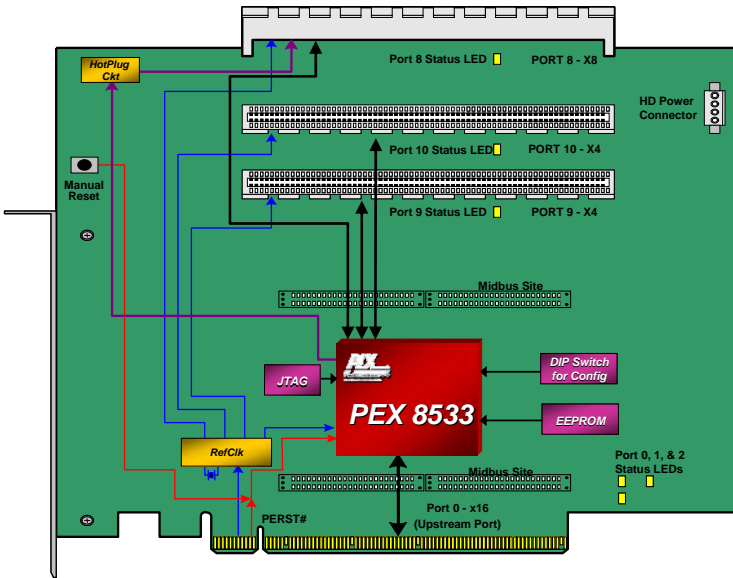 Port 8 Status LED
PORT 8 - X8
HotPlug
Ckt
HD Power
Connector
Port 10 Status LED
PORT 10 - X4
Manual
Reset
Port 9 Status LED
PORT 9 - X4
Midbus Site
JTAG
PEX 8533
DIP Switch
for Config
EEPROM
RefClk
Midbus Site
Port 0, 1, & 2
Status LEDs
PERST#
Port 0 - x16
(Upstream Port)